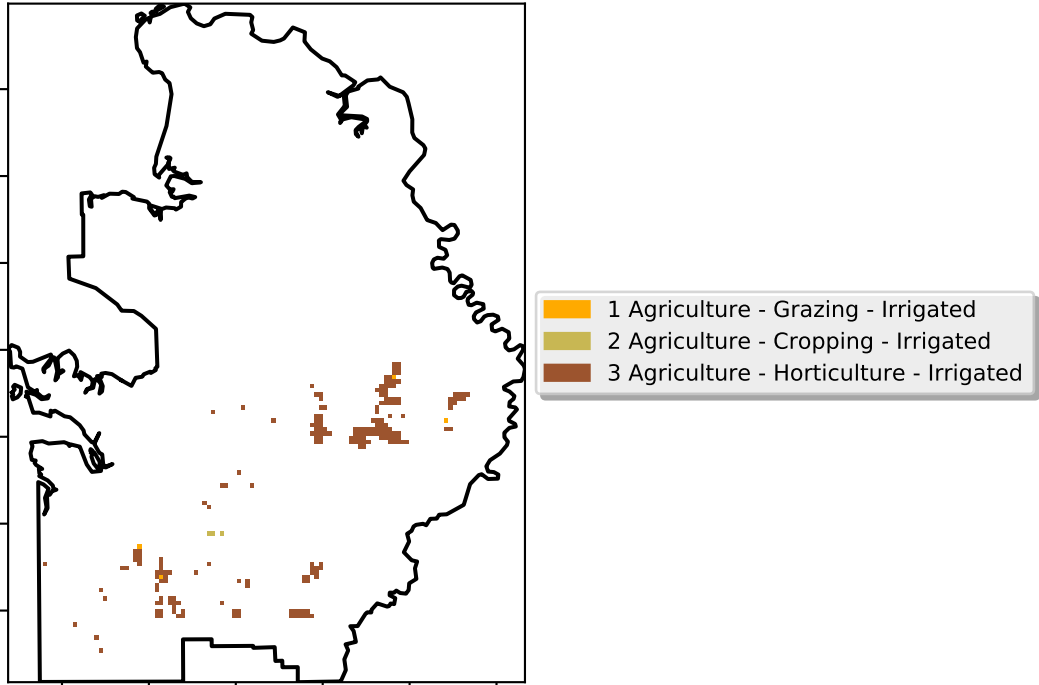 1 Agriculture - Grazing - Irrigated
2 Agriculture - Cropping - Irrigated
3 Agriculture - Horticulture - Irrigated